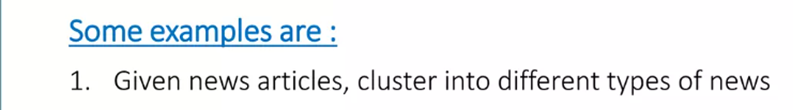 Some examples are :
1. Given news articles, cluster into different types of news